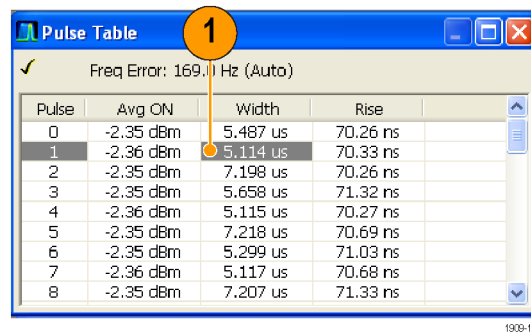 Pulse Table
1
Freq Error: 169.0 Hz (Auto)
Pulse Avg ON Width Rise
0 -2.35 dBm 5.487 us 70.26 ns
1 -2.36 dBm 5.114 us 70.33 ns
2 -2.35 dBm 7.198 us 70.26 ns
3 -2.35 dBm 5.658 us 71.32 ns
4 -2.36 dBm 5.115 us 70.27 ns
5 -2.35 dBm 7.218 us 70.69 ns
6 -2.35 dBm 5.299 us 71.03 ns
7 -2.36 dBm 5.117 us 70.68 ns
8 -2.35 dBm 7.207 us 71.33 ns